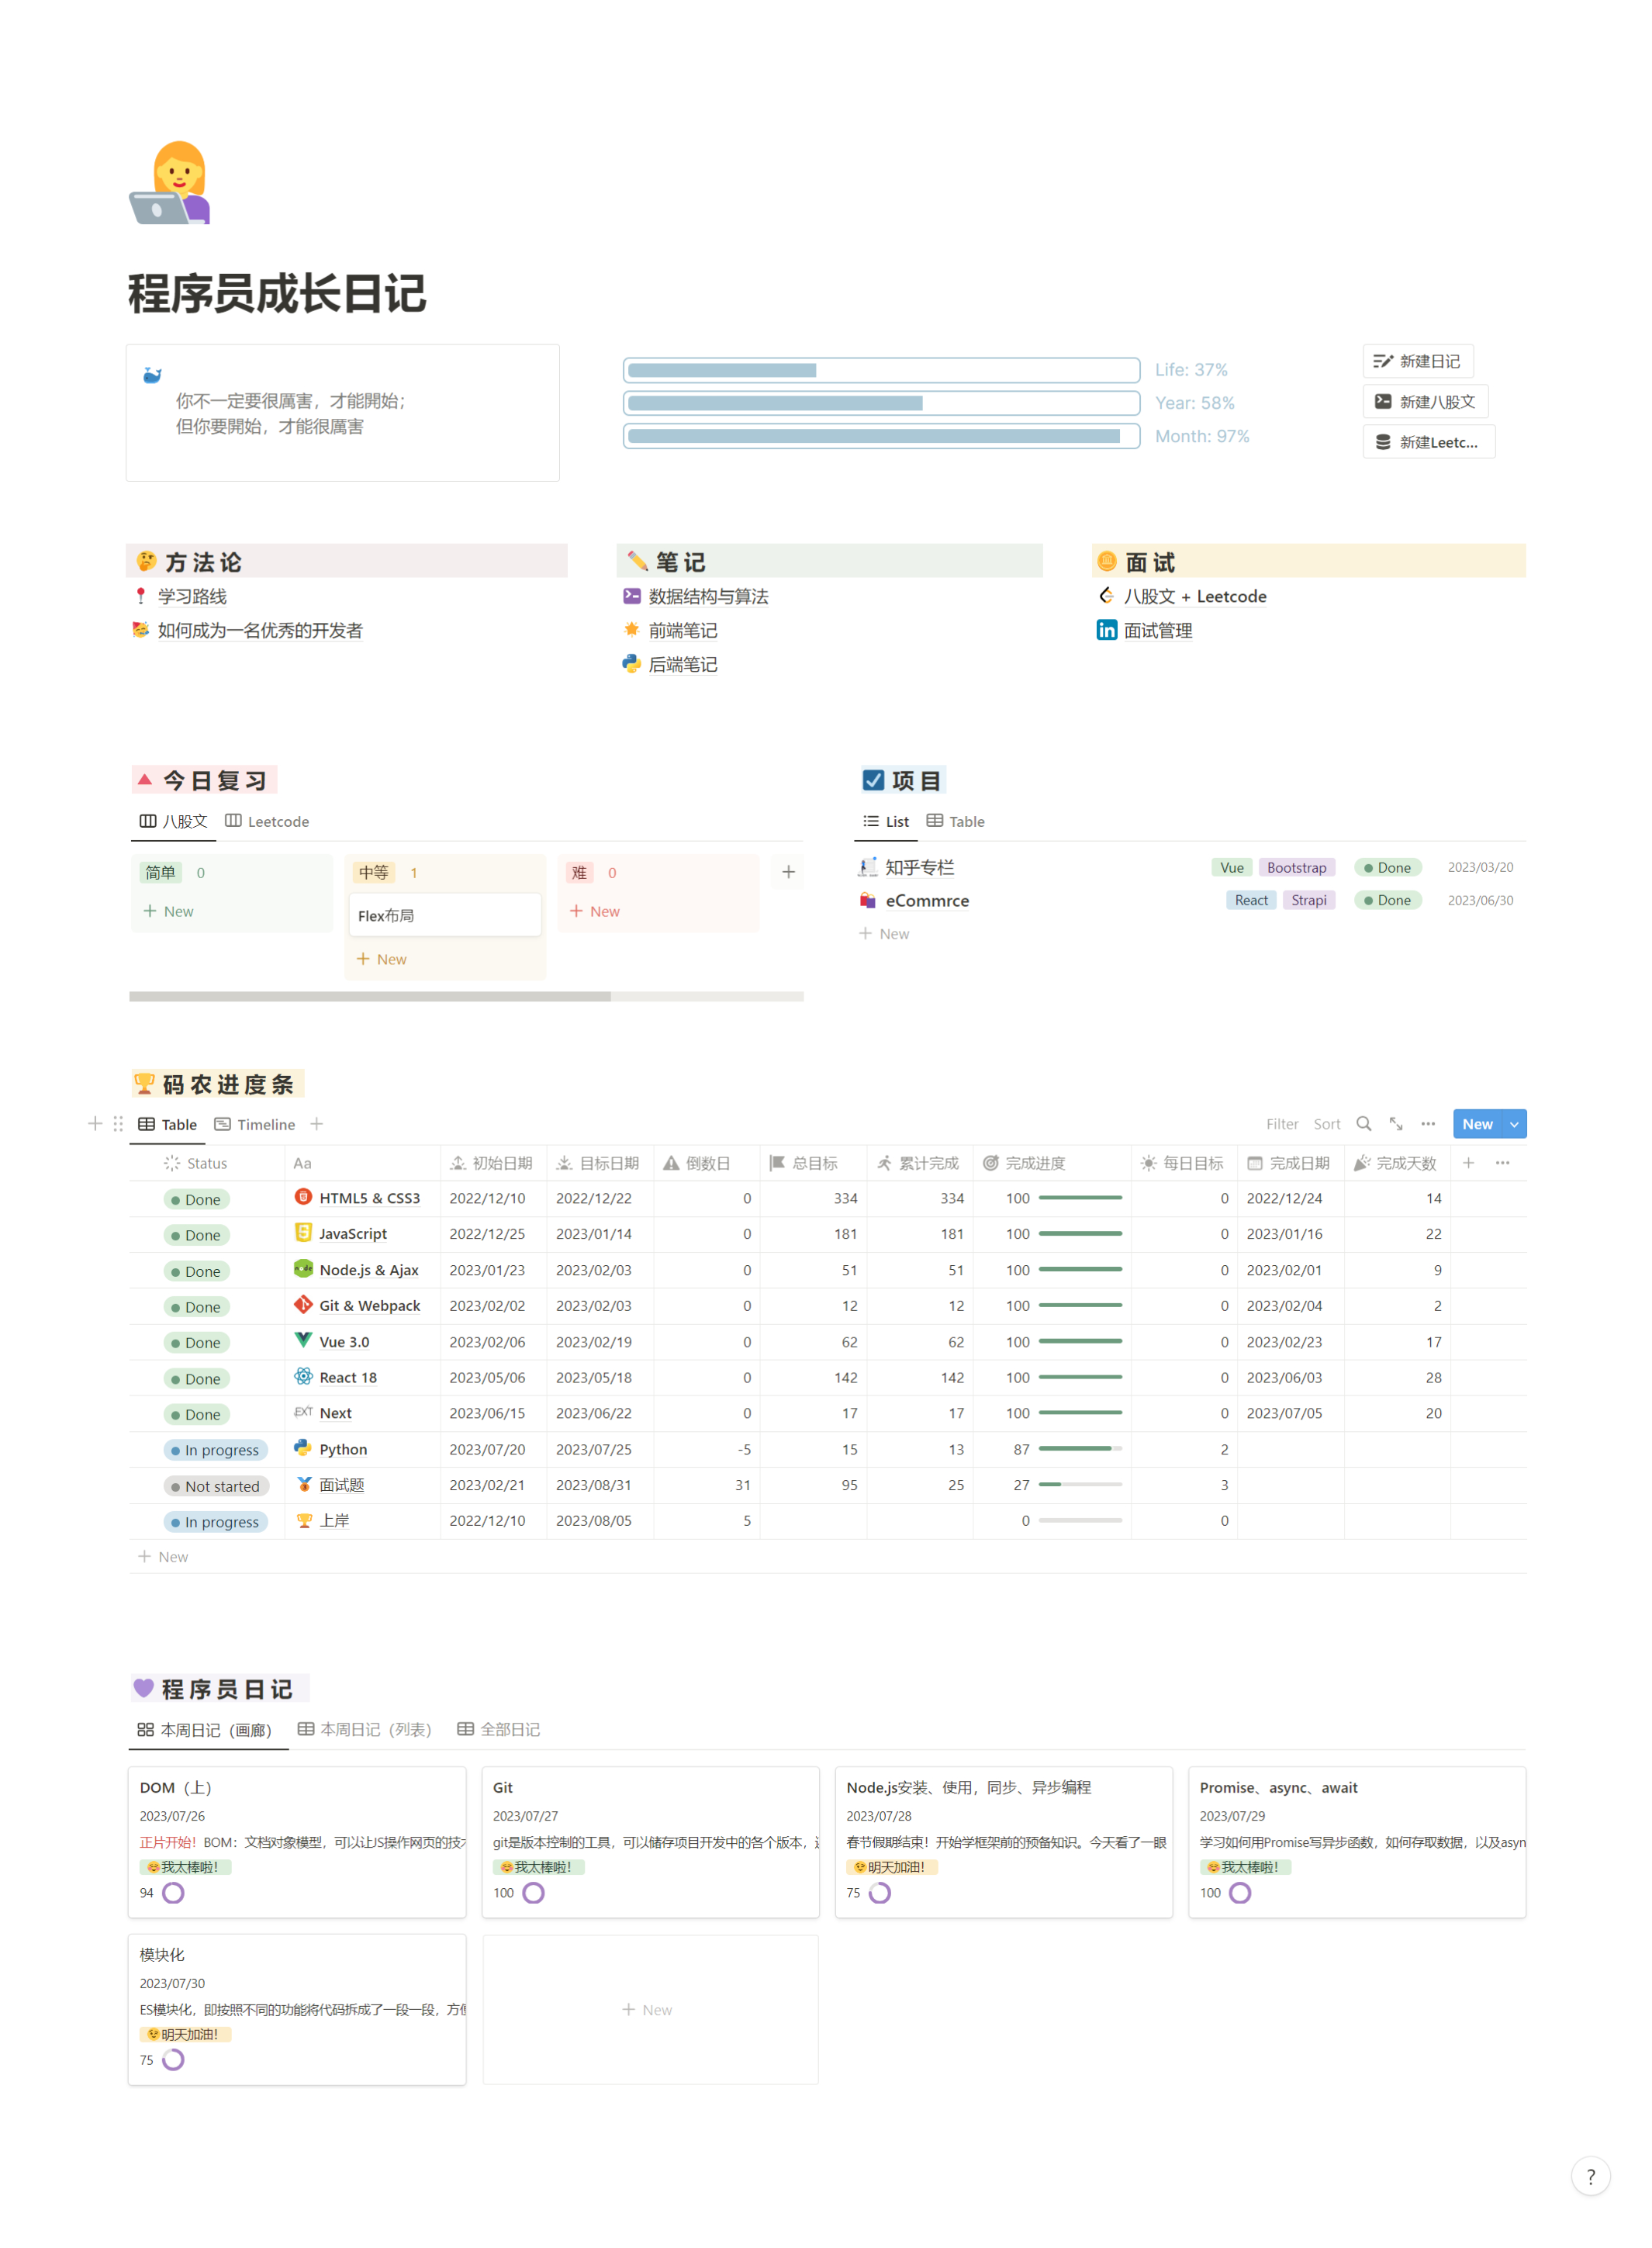 程序员成长日记
你不一定要很厲害，才能開始；
但你要開始，才能很厲害
Life: 37%
Year: 58%
Month: 97%
新建日记
新建八股文
新建Leetc...
方法论
学习路线
如何成为一名优秀的开发者
笔记
数据结构与算法
前端笔记
后端笔记
面试
八股文 + Leetcode
面试管理
今日复习
八股文 Leetcode
简单 0
+ New
中等 1
Flex布局
+ New
难 0
+ New
+
项目
List Table
知乎专栏 Vue Bootstrap Done 2023/03/20
eCommrce React Strapi Done 2023/06/30
+ New
码农进度条
Table Timeline + Filter Sort ... New
Status Aa 初始日期 目标日期 倒数日 总目标 累计完成 完成进度 每日目标 完成日期 完成天数 + ...
Done HTML5 & CSS3 2022/12/10 2022/12/22 0 334 334 100 0 2022/12/24 14
Done JavaScript 2022/12/25 2023/01/14 0 181 181 100 0 2023/01/16 22
Done Node.js & Ajax 2023/01/23 2023/02/03 0 51 51 100 0 2023/02/01 9
Done Git & Webpack 2023/02/02 2023/02/03 0 12 12 100 0 2023/02/04 2
Done Vue 3.0 2023/02/06 2023/02/19 0 62 62 100 0 2023/02/23 17
Done React 18 2023/05/06 2023/05/18 0 142 142 100 0 2023/06/03 28
Done Next 2023/06/15 2023/06/22 0 17 17 100 0 2023/07/05 20
In progress Python 2023/07/20 2023/07/25 -5 15 13 87 2
Not started 面试题 2023/02/21 2023/08/31 31 95 25 27 3
In progress 上岸 2022/12/10 2023/08/05 5 0 0
+ New
程序员日记
本周日记（画廊） 本周日记（列表） 全部日记
DOM（上）
2023/07/26
正片开始！BOM：文档对象模型，可以让JS操作网页的技
我太棒啦！
94
Git
2023/07/27
git是版本控制的工具，可以储存项目开发中的各个版本，
我太棒啦！
100
Node.js安装、使用，同步、异步编程
2023/07/28
春节假期结束！开始学框架前的预备知识。今天看了一眼
明天加油！
75
Promise、async、await
2023/07/29
学习如何用Promise写异步函数，如何存取数据，以及asyn
我太棒啦！
100
模块化
2023/07/30
ES模块化，即按照不同的功能将代码拆成了一段一段，方
明天加油！
75
+ New
?